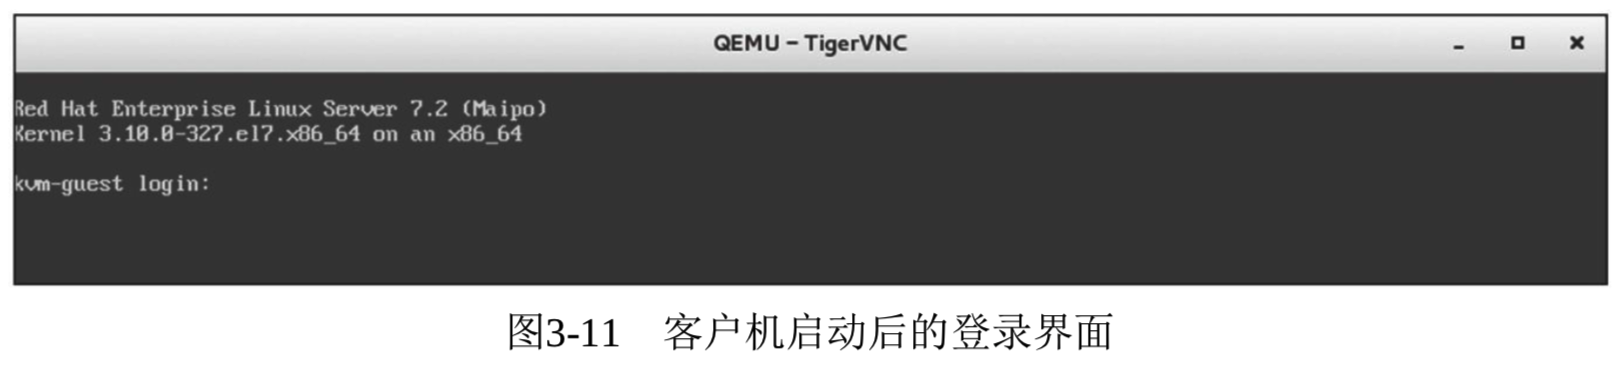 QEMU – TigerVNC
Red Hat Enterprise Linux Server 7.2 (Maipo)
Kernel 3.10.0-327.el7.x86_64 on an x86_64
kvm-guest login:
图3-11 客户机启动后的登录界面